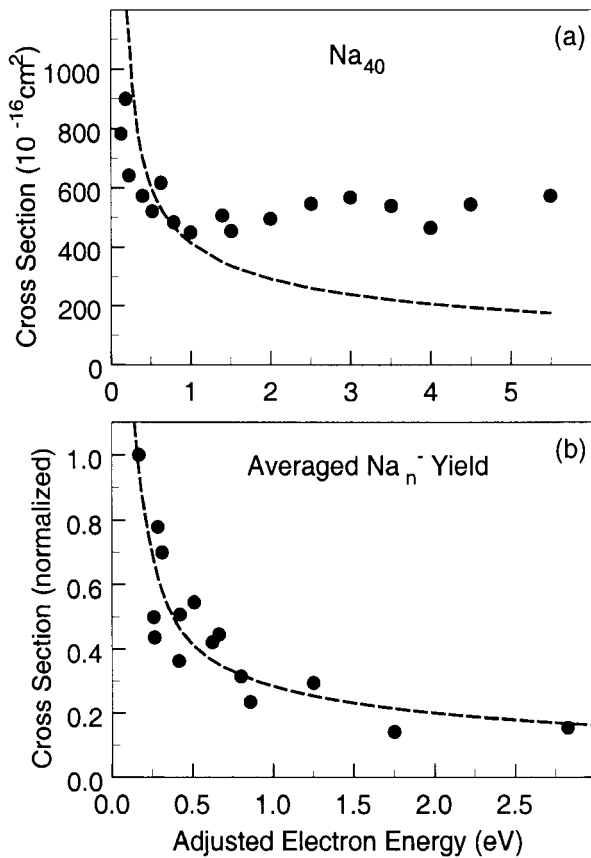 (a)
Na₄₀
Cross Section (10⁻¹⁶cm²)
1000
800
600
400
200
0
0 1 2 3 4 5
(b)
Averaged Naₙ⁻ Yield
Cross Section (normalized)
1.0
0.8
0.6
0.4
0.2
0.0
0.0 0.5 1.0 1.5 2.0 2.5
Adjusted Electron Energy (eV)